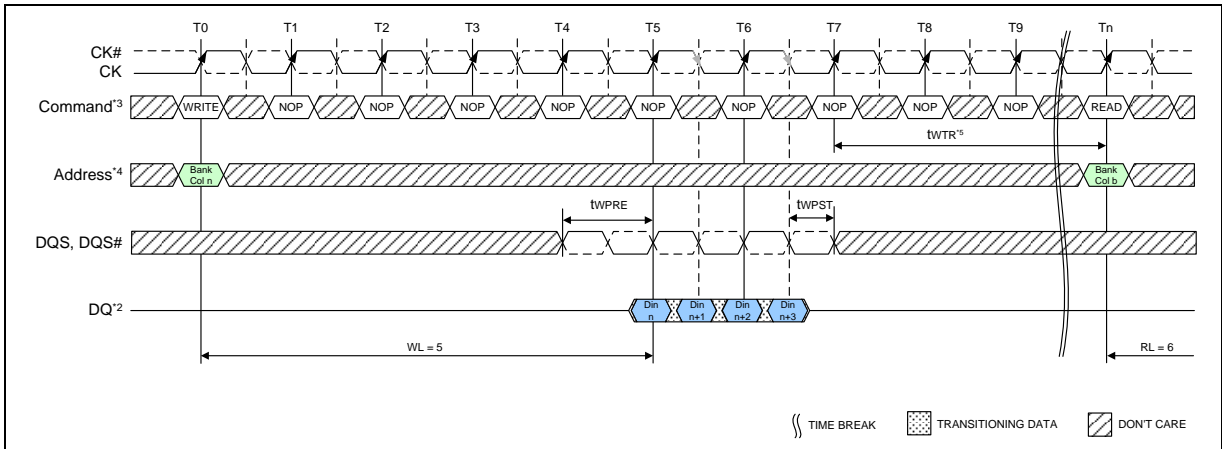 T0 T1 T2 T3 T4 T5 T6 T7 T8 T9 Tn
CK#
CK
Command*3 WRITE NOP NOP NOP NOP NOP NOP NOP NOP NOP READ
tWTR*5
Address*4 Bank Col n Bank Col b
tWPRE tWPST
DQS, DQS#
DQ*2 Din n Din n+1 Din n+2 Din n+3
WL = 5 RL = 6
TIME BREAK TRANSITIONING DATA DON'T CARE